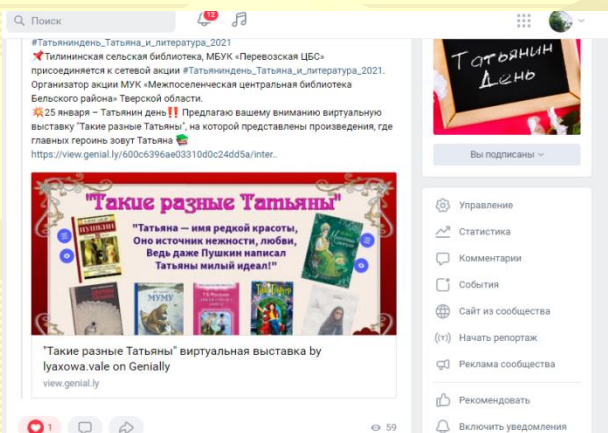 Поиск
12
#Татьяниндень_Татьяна_и_литература_2021
Тилининская сельская библиотека, МБУК «Перевозская ЦБС»
присоединяется к сетевой акции #Татьяниндень_Татьяна_и_литература_2021.
Организатор акции МУК «Межпоселенческая центральная библиотека
Бельского района» Тверской области.
25 января – Татьянин день Предлагаю вашему вниманию виртуальную
выставку "Такие разные Татьяны", на которой представлены произведения, где
главных героинь зовут Татьяна
https://view.genial.ly/600c6396ae03310d0c24dd5a/inter..
"Такие разные Татьяны"
ПУШКИН
"Татьяна — имя редкой красоты,
Оно источник нежности, любви,
Ведь даже Пушкин написал
Татьяны милый идеал!"
МУМУ
"Такие разные Татьяны" виртуальная выставка by
lyaxowa.vale on Genially
view.genial.ly
1
59
Татьянин
День
Вы подписаны
Управление
Статистика
Комментарии
События
Сайт из сообщества
Начать репортаж
Реклама сообщества
Рекомендовать
Включить уведомления